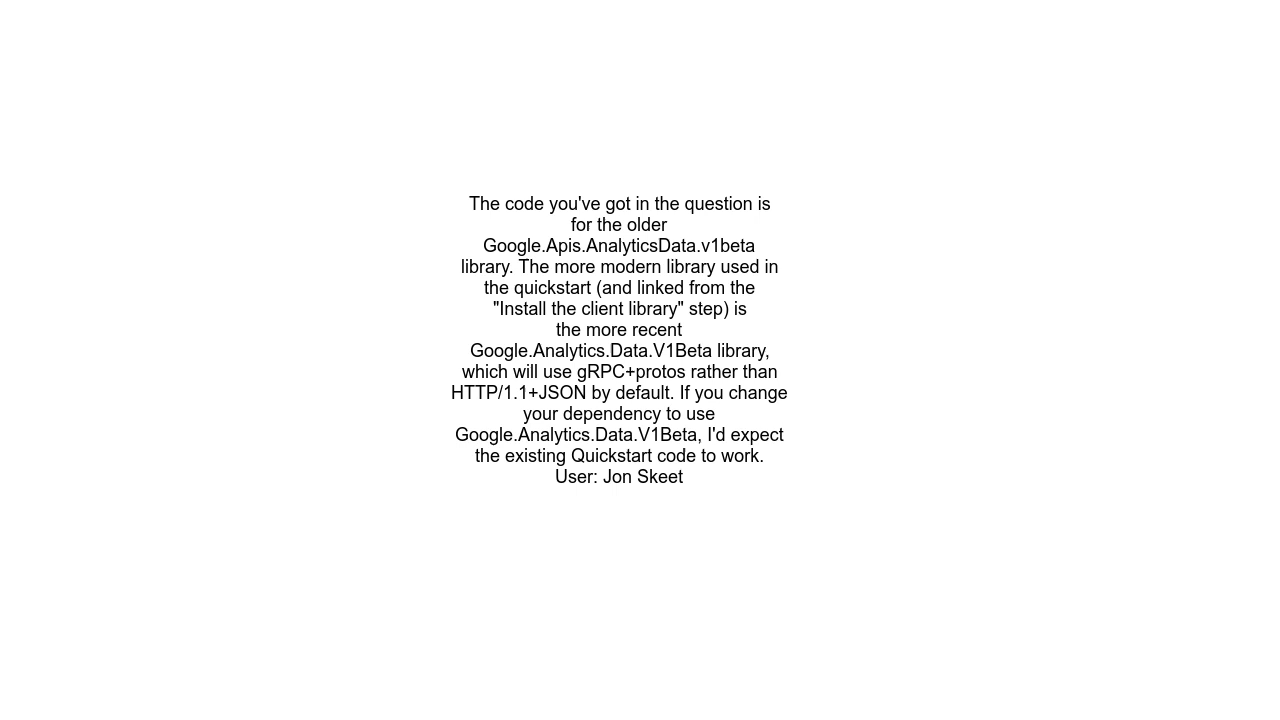 The code you've got in the question is
for the older
Google.Apis.AnalyticsData.v1beta
library. The more modern library used in
the quickstart (and linked from the
"Install the client library" step) is
the more recent
Google.Analytics.Data.V1Beta library,
which will use gRPC+protos rather than
HTTP/1.1+JSON by default. If you change
your dependency to use
Google.Analytics.Data.V1Beta, I'd expect
the existing Quickstart code to work.
User: Jon Skeet